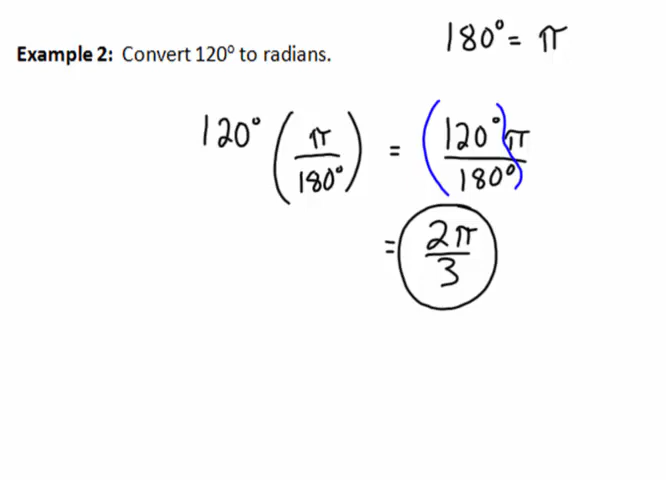 180° = π
Example 2: Convert 120° to radians.
120° (π/180°) = (120°/180°)π
= 2π/3